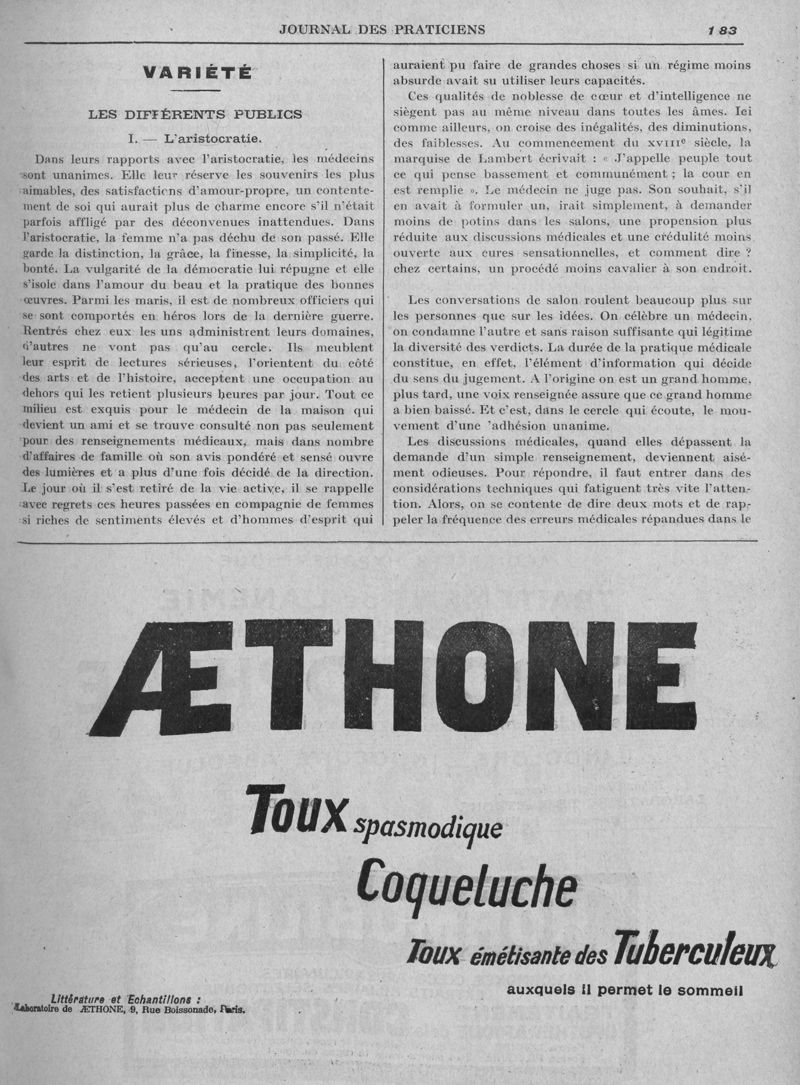 JOURNAL DES PRATICIENS
183
VARIÉTÉ
LES DIFFÉRENTS PUBLICS
I. — L'aristocratie.
Dans leurs rapports avec l'aristocratie, les médecins
sont unanimes. Elle leur réserve les souvenirs les plus
aimables, des satisfactions d'amour-propre, un contente-
ment de soi qui aurait plus de charme encore s'il n'était
parfois affligé par des déconvenues inattendues. Dans
l'aristocratie, la femme n'a pas déchu de son passé. Elle
garde la distinction, la grâce, la finesse, la simplicité, la
bonté. La vulgarité de la démocratie lui répugne et elle
s'isole dans l'amour du beau et la pratique des bonnes
œuvres. Parmi les maris, il est de nombreux officiers qui
se sont comportés en héros lors de la dernière guerre.
Rentrés chez eux les uns administrent leurs domaines,
d'autres ne vont pas qu'au cercle. Ils meublent
leur esprit de lectures sérieuses, l'orientent du côté
des arts et de l'histoire, acceptent une occupation au
dehors qui les retient plusieurs heures par jour. Tout ce
milieu est exquis pour le médecin de la maison qui
devient un ami et se trouve consulté non pas seulement
pour des renseignements médicaux, mais dans nombre
d'affaires de famille où son avis pondéré et sensé ouvre
des lumières et a plus d'une fois décidé de la direction.
Le jour où il s'est retiré de la vie active, il se rappelle
avec regrets ces heures passées en compagnie de femmes
si riches de sentiments élevés et d'hommes d'esprit qui
auraient pu faire de grandes choses si un régime moins
absurde avait su utiliser leurs capacités.
Ces qualités de noblesse de cœur et d'intelligence ne
siègent pas au même niveau dans toutes les âmes. Ici
comme ailleurs, on croise des inégalités, des diminutions,
des faiblesses. Au commencement du XVIIIe siècle, la
marquise de Lambert écrivait : « J'appelle peuple tout
ce qui pense bassement et communément ; la cour en
est remplie ». Le médecin ne juge pas. Son souhait, s'il
en avait à formuler un, irait simplement, à demander
moins de potins dans les salons, une propension plus
réduite aux discussions médicales et une crédulité moins
ouverte aux cures sensationnelles, et comment dire ?
chez certains, un procédé moins cavalier à son endroit.
Les conversations de salon roulent beaucoup plus sur
les personnes que sur les idées. On célèbre un médecin,
on condamne l'autre et sans raison suffisante qui légitime
la diversité des verdicts. La durée de la pratique médicale
constitue, en effet, l'élément d'information qui décide
du sens du jugement. A l'origine on est un grand homme,
plus tard, une voix renseignée assure que ce grand homme
a bien baissé. Et c'est, dans le cercle qui écoute, le mou-
vement d'une 'adhésion unanime.
Les discussions médicales, quand elles dépassent la
demande d'un simple renseignement, deviennent aisé-
ment odieuses. Pour répondre, il faut entrer dans des
considérations techniques qui fatiguent très vite l'atten-
tion. Alors, on se contente de dire deux mots et de rap-
peler la fréquence des erreurs médicales répandues dans le
ÆTHONE
Toux spasmodique
Coqueluche
Toux émétisante des Tuberculeux
auxquels il permet le sommeil
Littérature et Echantillons :
Laboratoire de ÆTHONE, 9, Rue Boissonade, Paris.